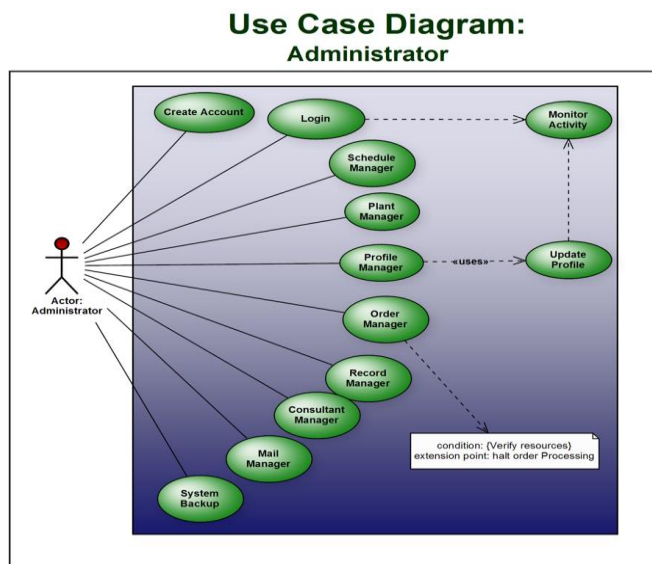 Use Case Diagram:
Administrator
Create Account
Login
Monitor
Activity
Schedule
Manager
Plant
Manager
Profile
Manager
«uses»
Update
Profile
Actor:
Administrator
Order
Manager
Record
Manager
Consultant
Manager
condition: {Verify resources}
extension point: halt order Processing
Mail
Manager
System
Backup